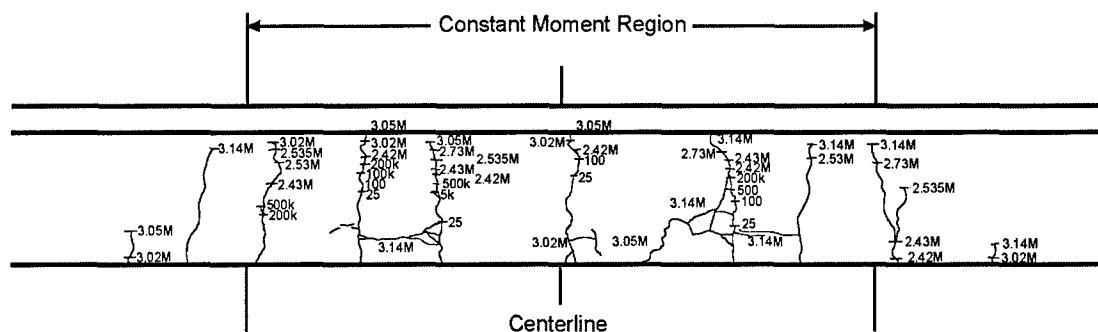 Constant Moment Region
3.14M
3.05M
3.02M
3.02M
2.535M
2.53M
2.43M
500k
200k
3.05M
3.02M
2.42M
200k
100k
100
25
3.05M
2.73M
2.535M
2.43M
2.42M
500k
5k
25
3.14M
3.05M
3.02M
2.42M
100
25
3.02M
3.05M
3.14M
3.14M
2.73M
2.43M
2.42M
200k
500
100
25
3.14M
3.14M
2.53M
3.14M
2.73M
2.535M
2.43M
2.42M
3.14M
3.02M
Centerline